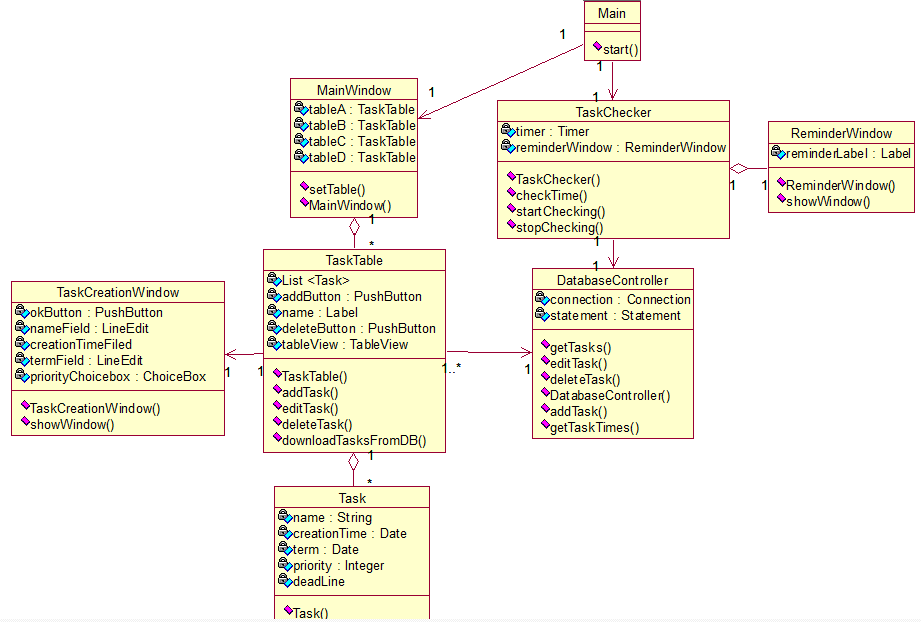 Main
start()
1
1
1
1
MainWindow
tableA : TaskTable
tableB : TaskTable
tableC : TaskTable
tableD : TaskTable
setTable()
MainWindow()
1
*
TaskChecker
timer : Timer
reminderWindow : ReminderWindow
TaskChecker()
checkTime()
startChecking()
stopChecking()
1
1
1
1
ReminderWindow
reminderLabel : Label
ReminderWindow()
showWindow()
TaskTable
List <Task>
addButton : PushButton
name : Label
deleteButton : PushButton
tableView : TableView
TaskTable()
addTask()
editTask()
deleteTask()
downloadTasksFromDB()
1
*
1
1
1..*
1
TaskCreationWindow
okButton : PushButton
nameField : LineEdit
creationTimeFiled
termField : LineEdit
priorityChoicebox : ChoiceBox
TaskCreationWindow()
showWindow()
DatabaseController
connection : Connection
statement : Statement
getTasks()
editTask()
deleteTask()
DatabaseController()
addTask()
getTaskTimes()
Task
name : String
creationTime : Date
term : Date
priority : Integer
deadLine
Task()